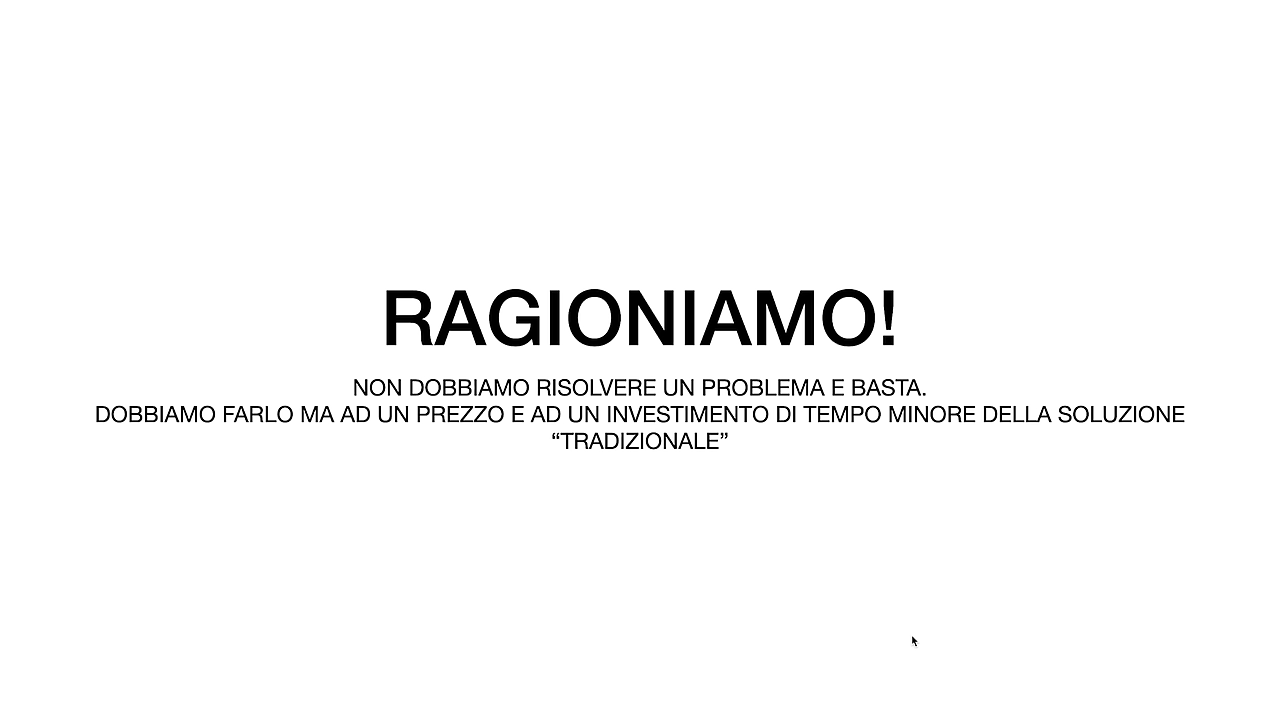 RAGIONIAMO!
NON DOBBIAMO RISOLVERE UN PROBLEMA E BASTA.
DOBBIAMO FARLO MA AD UN PREZZO E AD UN INVESTIMENTO DI TEMPO MINORE DELLA SOLUZIONE
“TRADIZIONALE”